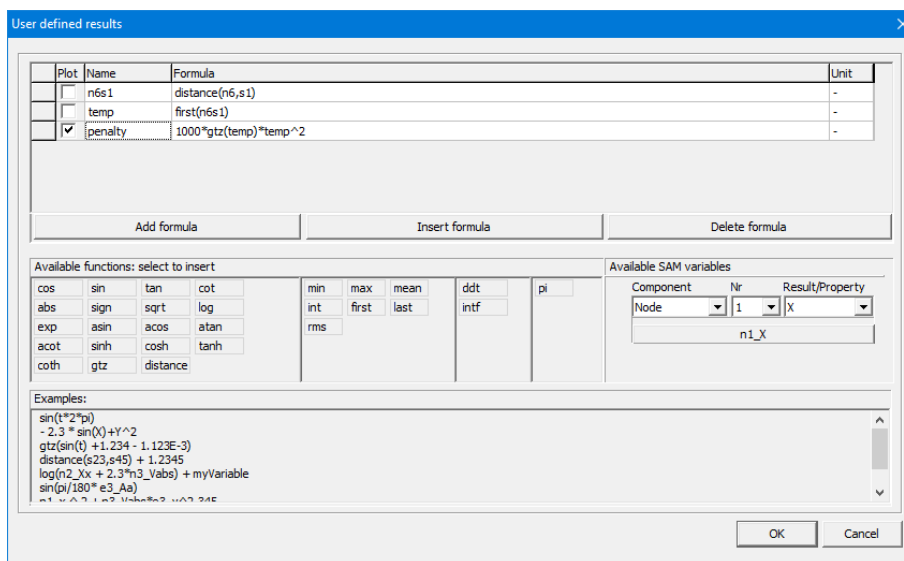 User defined results
Plot Name Formula Unit
n6s1 distance(n6,s1) -
temp first(n6s1) -
penalty 1000*gtz(temp)*temp^2 -
Add formula Insert formula Delete formula
Available functions: select to insert Available SAM variables
cos sin tan cot min max mean ddt pi Component Nr Result/Property
abs sign sqrt log int first last intf Node 1 X
exp asin acos atan rms n1_X
acot sinh cosh tanh
coth gtz distance
Examples:
sin(t*2*pi)
- 2.3 * sin(X)+Y^2
gtz(sin(t) +1.234 - 1.123E-3)
distance(s23,s45) + 1.2345
log(n2_Xx + 2.3*n3_Vabs) + myVariable
sin(pi/180* e3_Aa)
OK Cancel